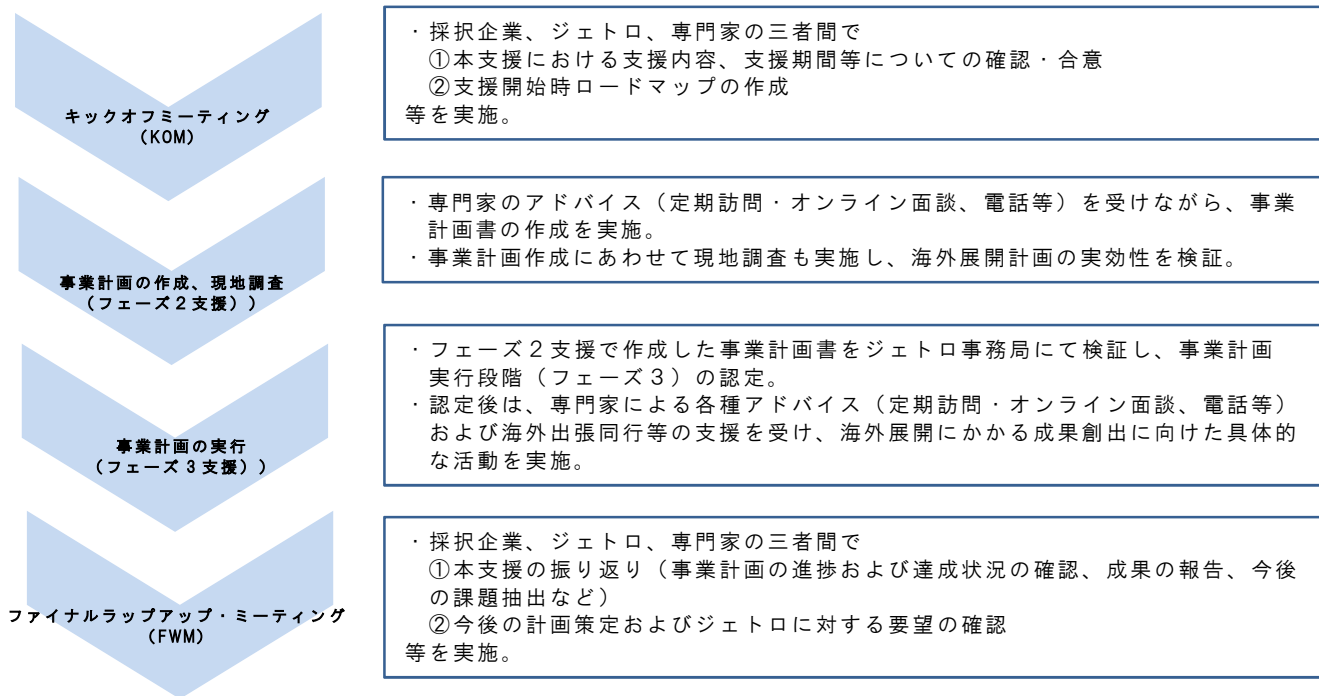 キックオフミーティング
(KOM)
・採択企業、ジェトロ、専門家の三者間で
①本支援における支援内容、支援期間等についての確認・合意
②支援開始時ロードマップの作成
等を実施。
事業計画の作成、現地調査
(フェーズ2支援))
・専門家のアドバイス(定期訪問・オンライン面談、電話等)を受けながら、事業
計画書の作成を実施。
・事業計画作成にあわせて現地調査も実施し、海外展開計画の実効性を検証。
事業計画の実行
(フェーズ3支援))
・フェーズ2支援で作成した事業計画書をジェトロ事務局にて検証し、事業計画
実行段階(フェーズ3)の認定。
・認定後は、専門家による各種アドバイス(定期訪問・オンライン面談、電話等)
および海外出張同行等の支援を受け、海外展開にかかる成果創出に向けた具体的
な活動を実施。
ファイナルラップアップ・ミーティング
(FWM)
・採択企業、ジェトロ、専門家の三者間で
①本支援の振り返り(事業計画の進捗および達成状況の確認、成果の報告、今後
の課題抽出など)
②今後の計画策定およびジェトロに対する要望の確認
等を実施。